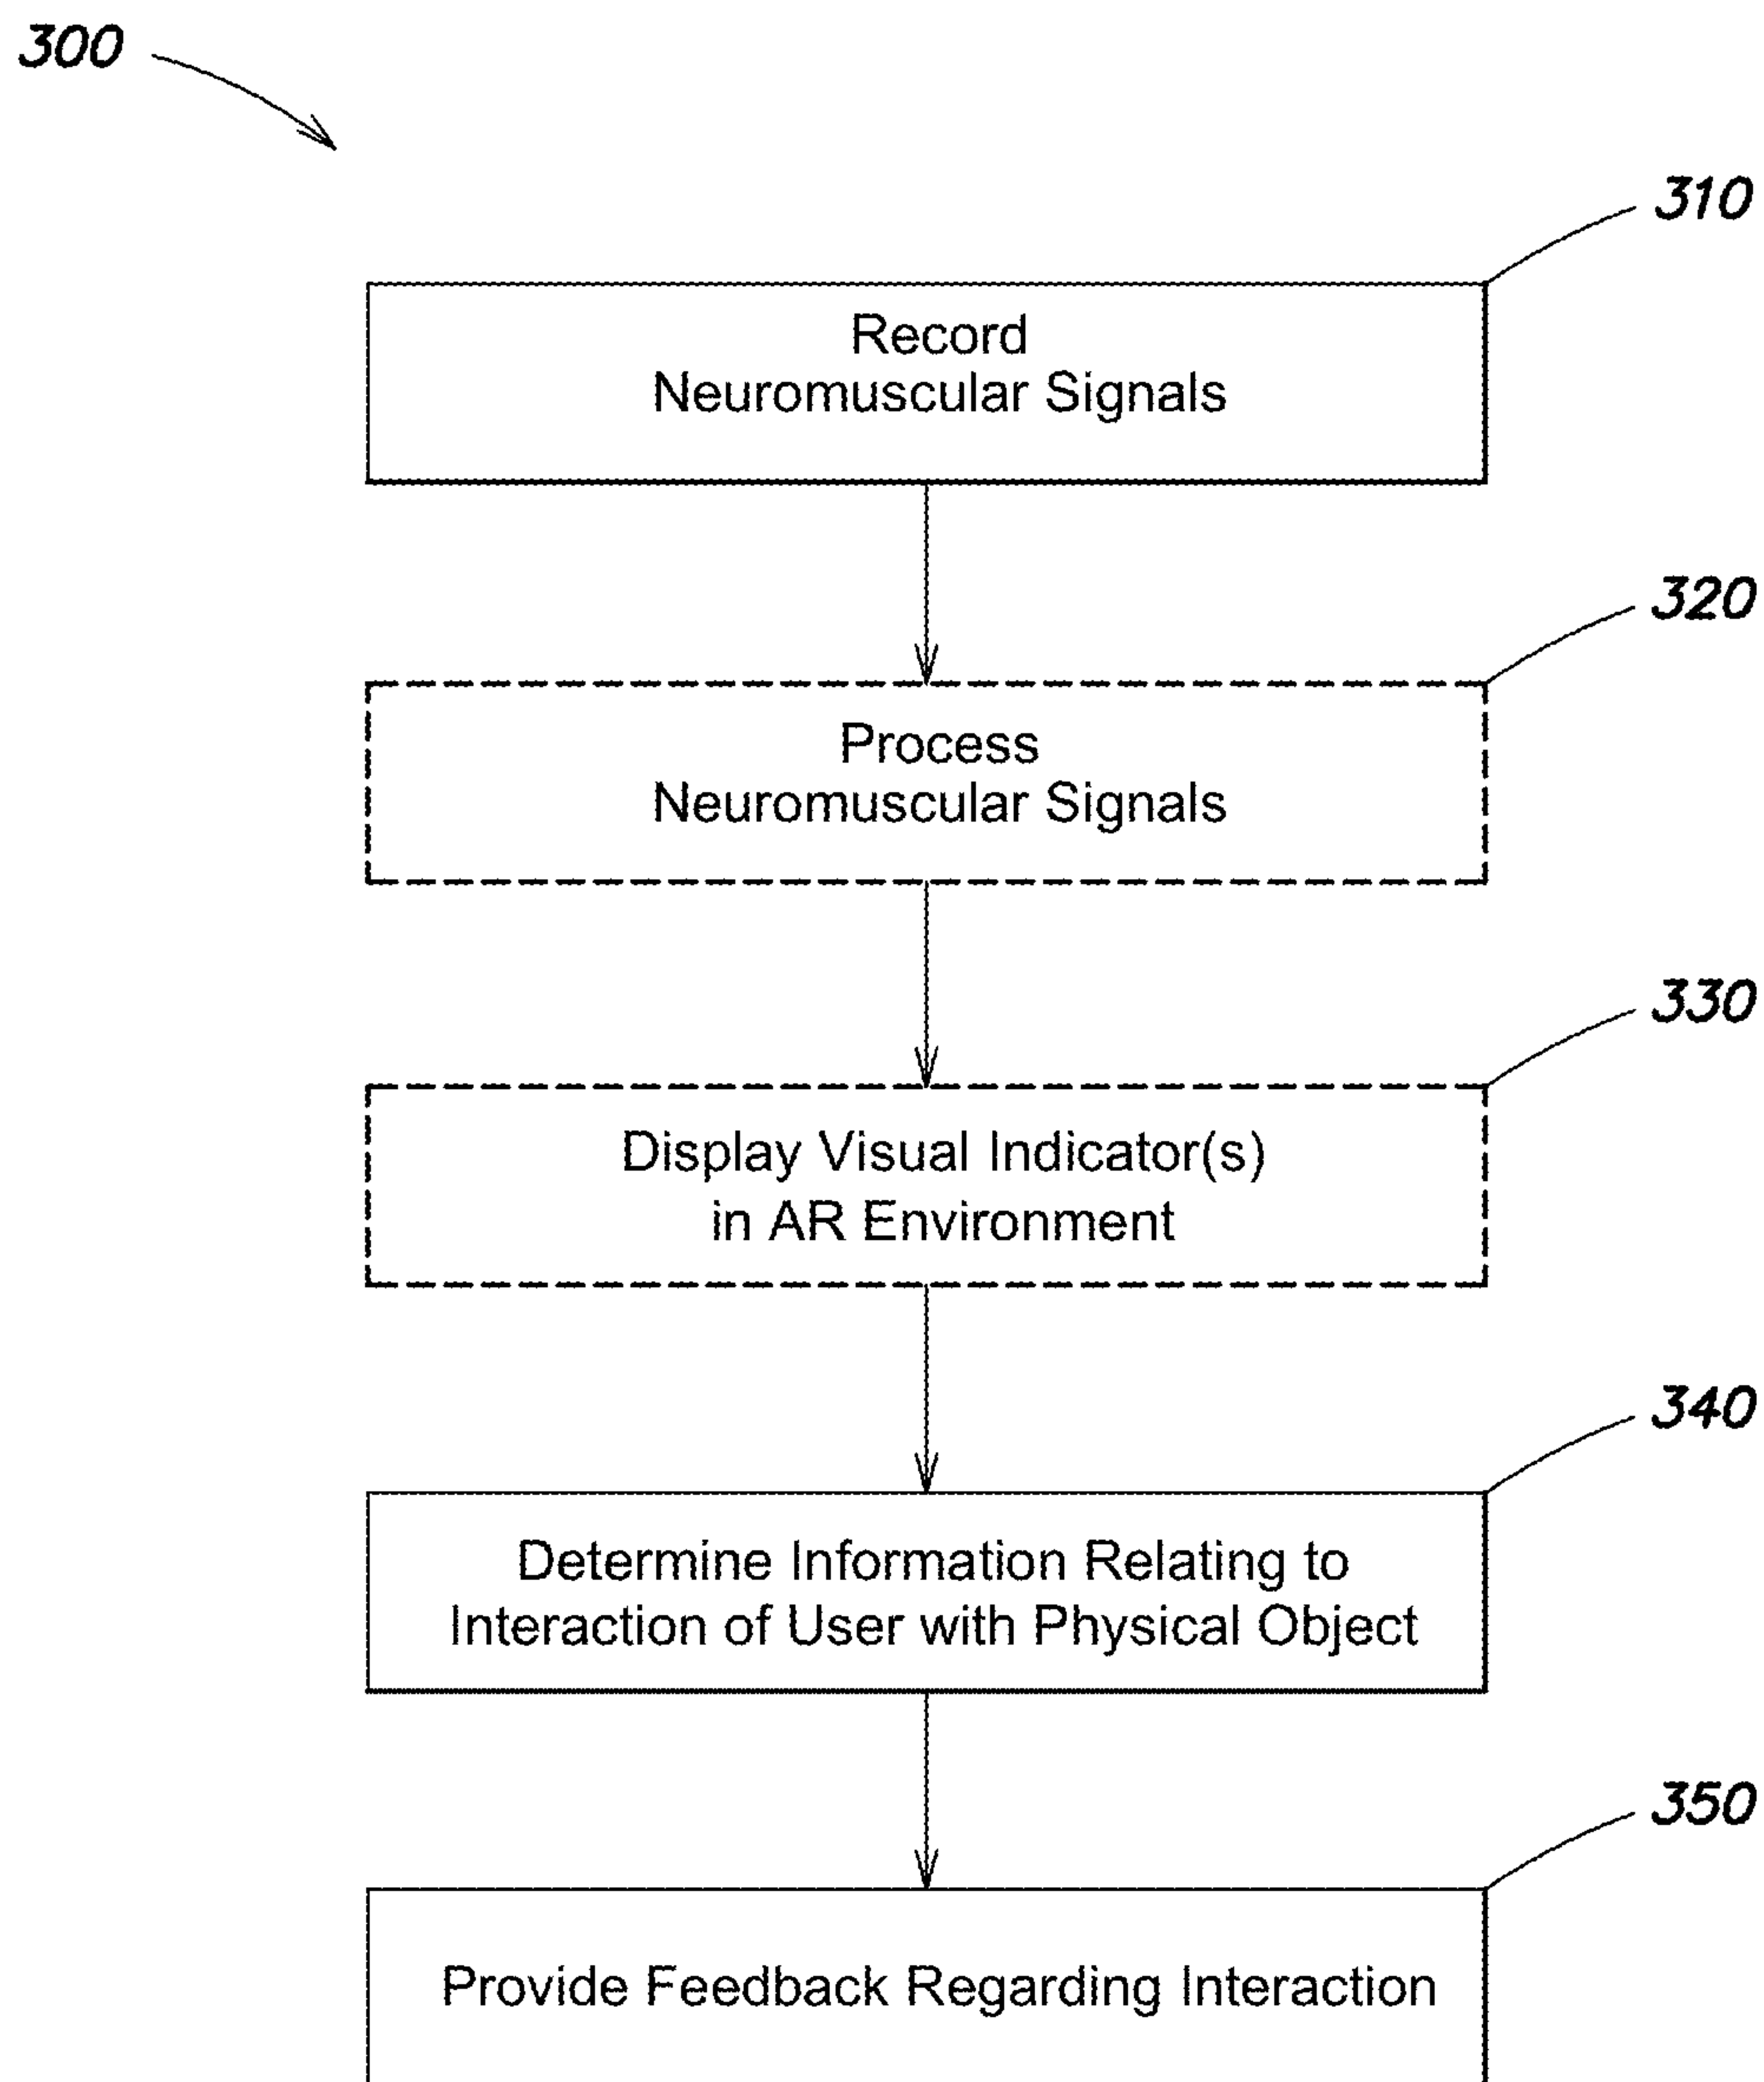 300
310
Record
Neuromuscular Signals
320
Process
Neuromuscular Signals
330
Display Visual Indicator(s)
in AR Environment
340
Determine Information Relating to
Interaction of User with Physical Object
350
Provide Feedback Regarding Interaction